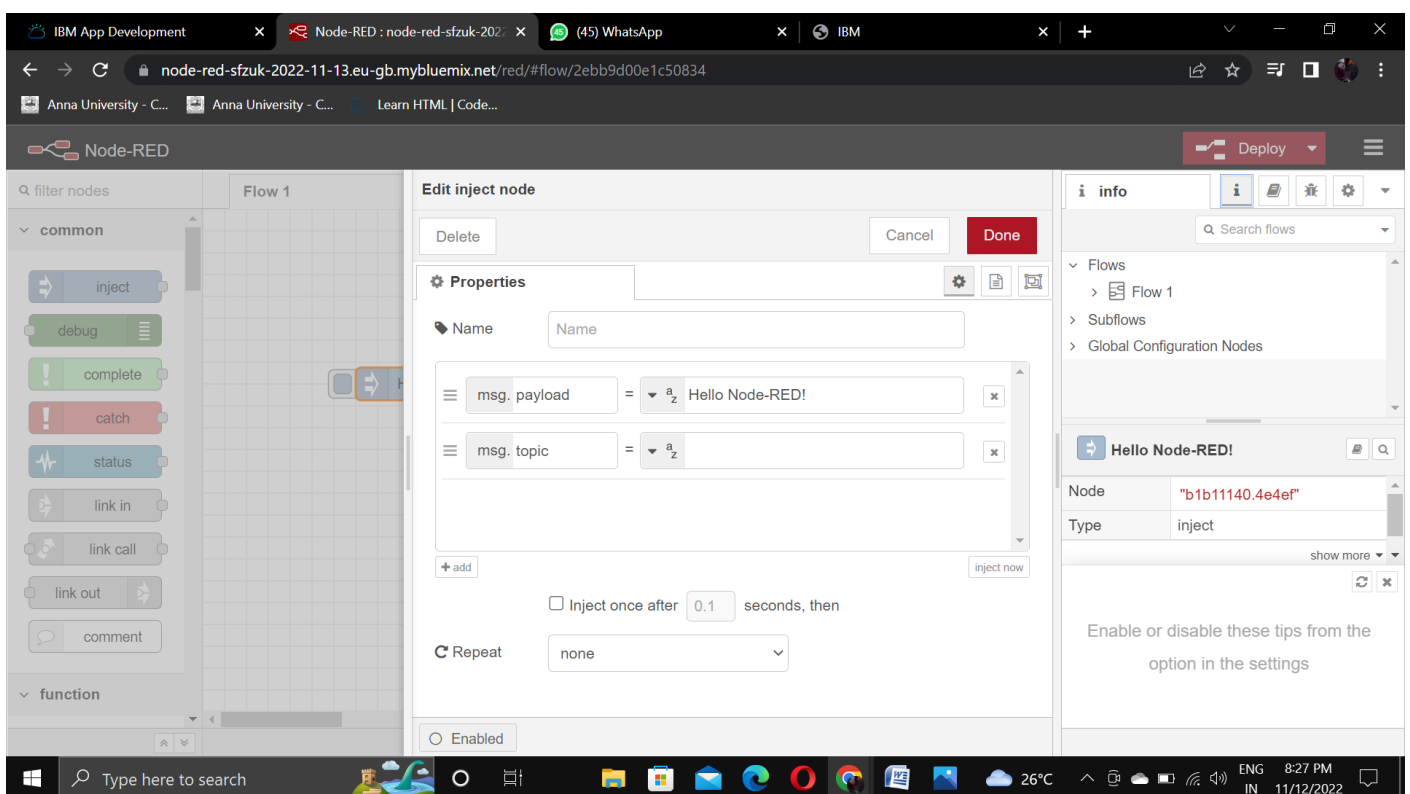 IBM App Development
Node-RED : node-red-sfzuk-202
(45) WhatsApp
IBM
node-red-sfzuk-2022-11-13.eu-gb.mybluemix.net/red/#flow/2ebb9d00e1c50834
Anna University - C...
Anna University - C...
Learn HTML | Code...
Node-RED
Deploy
filter nodes
common
inject
debug
complete
catch
status
link in
link call
link out
comment
function
Flow 1
H
Edit inject node
Delete
Cancel
Done
Properties
Name
Name
msg. payload = a z Hello Node-RED!
msg. topic = a z
+ add
inject now
Inject once after 0.1 seconds, then
Repeat
none
Enabled
i info
i
Search flows
Flows
Flow 1
Subflows
Global Configuration Nodes
Hello Node-RED!
Node "b1b11140.4e4ef"
Type inject
show more
Enable or disable these tips from the
option in the settings
Type here to search
26°C
ENG
IN
8:27 PM
11/12/2022